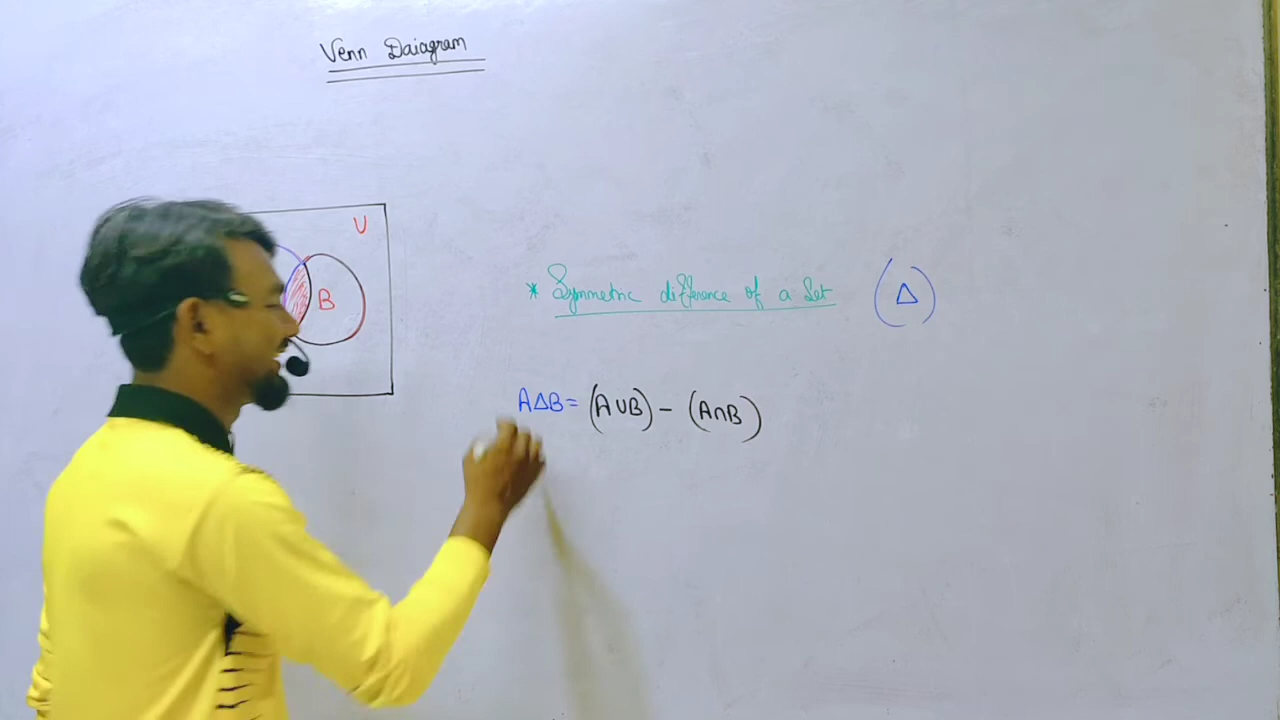 Venn Daiagram
U
B
* Symmetric difference of a Set (Δ)
AΔB = (A∪B) – (A∩B)